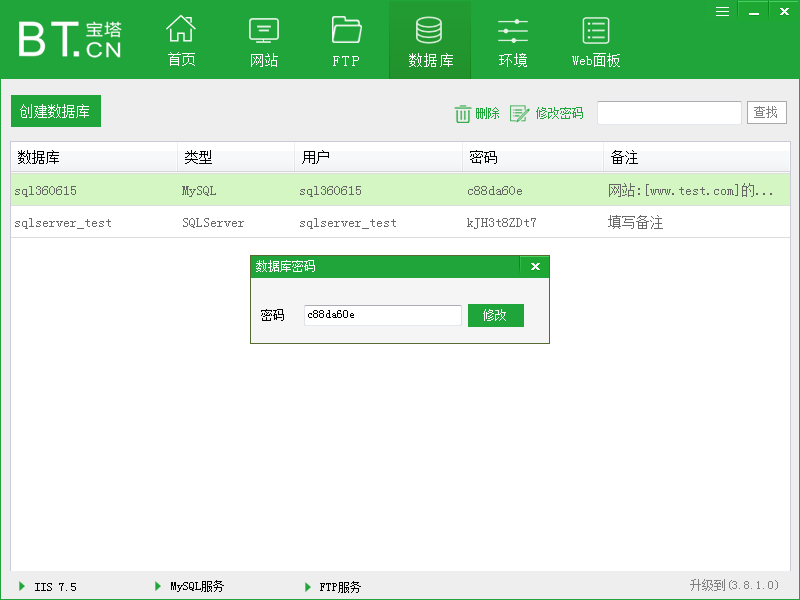 BT.CN 宝塔
首页 网站 FTP 数据库 环境 Web面板
创建数据库 删除 修改密码 查找
数据库 类型 用户 密码 备注
sql360615 MySQL sql360615 c88da60e 网站:[www.test.com]的...
sqlserver_test SQLServer sqlserver_test kJH3t8ZDt7 填写备注
数据库密码
密码 c88da60e 修改
IIS 7.5 MySQL服务 FTP服务 升级到(3.8.1.0)